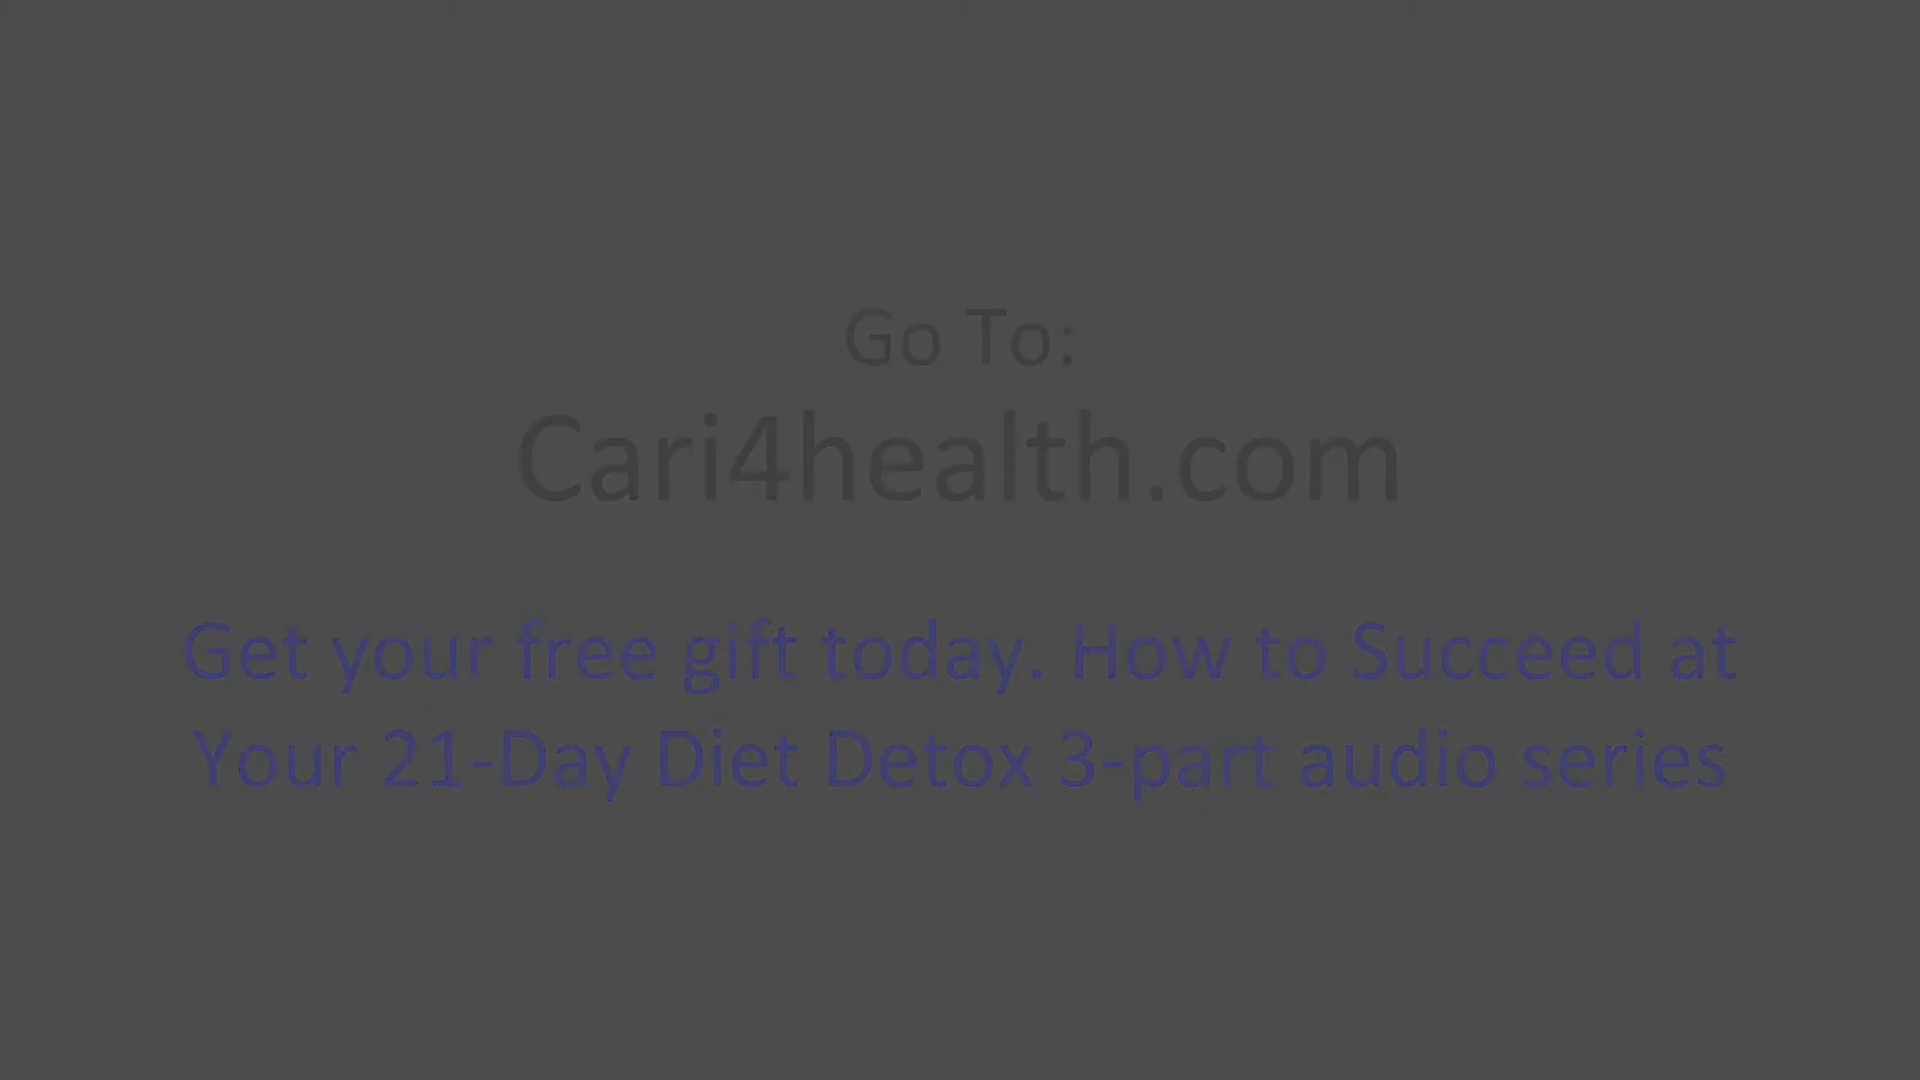 Go To:
Cari4health.com
Get your free gift today. How to Succeed at
Your 21-Day Diet Detox 3-part audio series